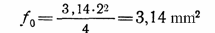 f₀ = 3,14·2² / 4 = 3,14 mm²